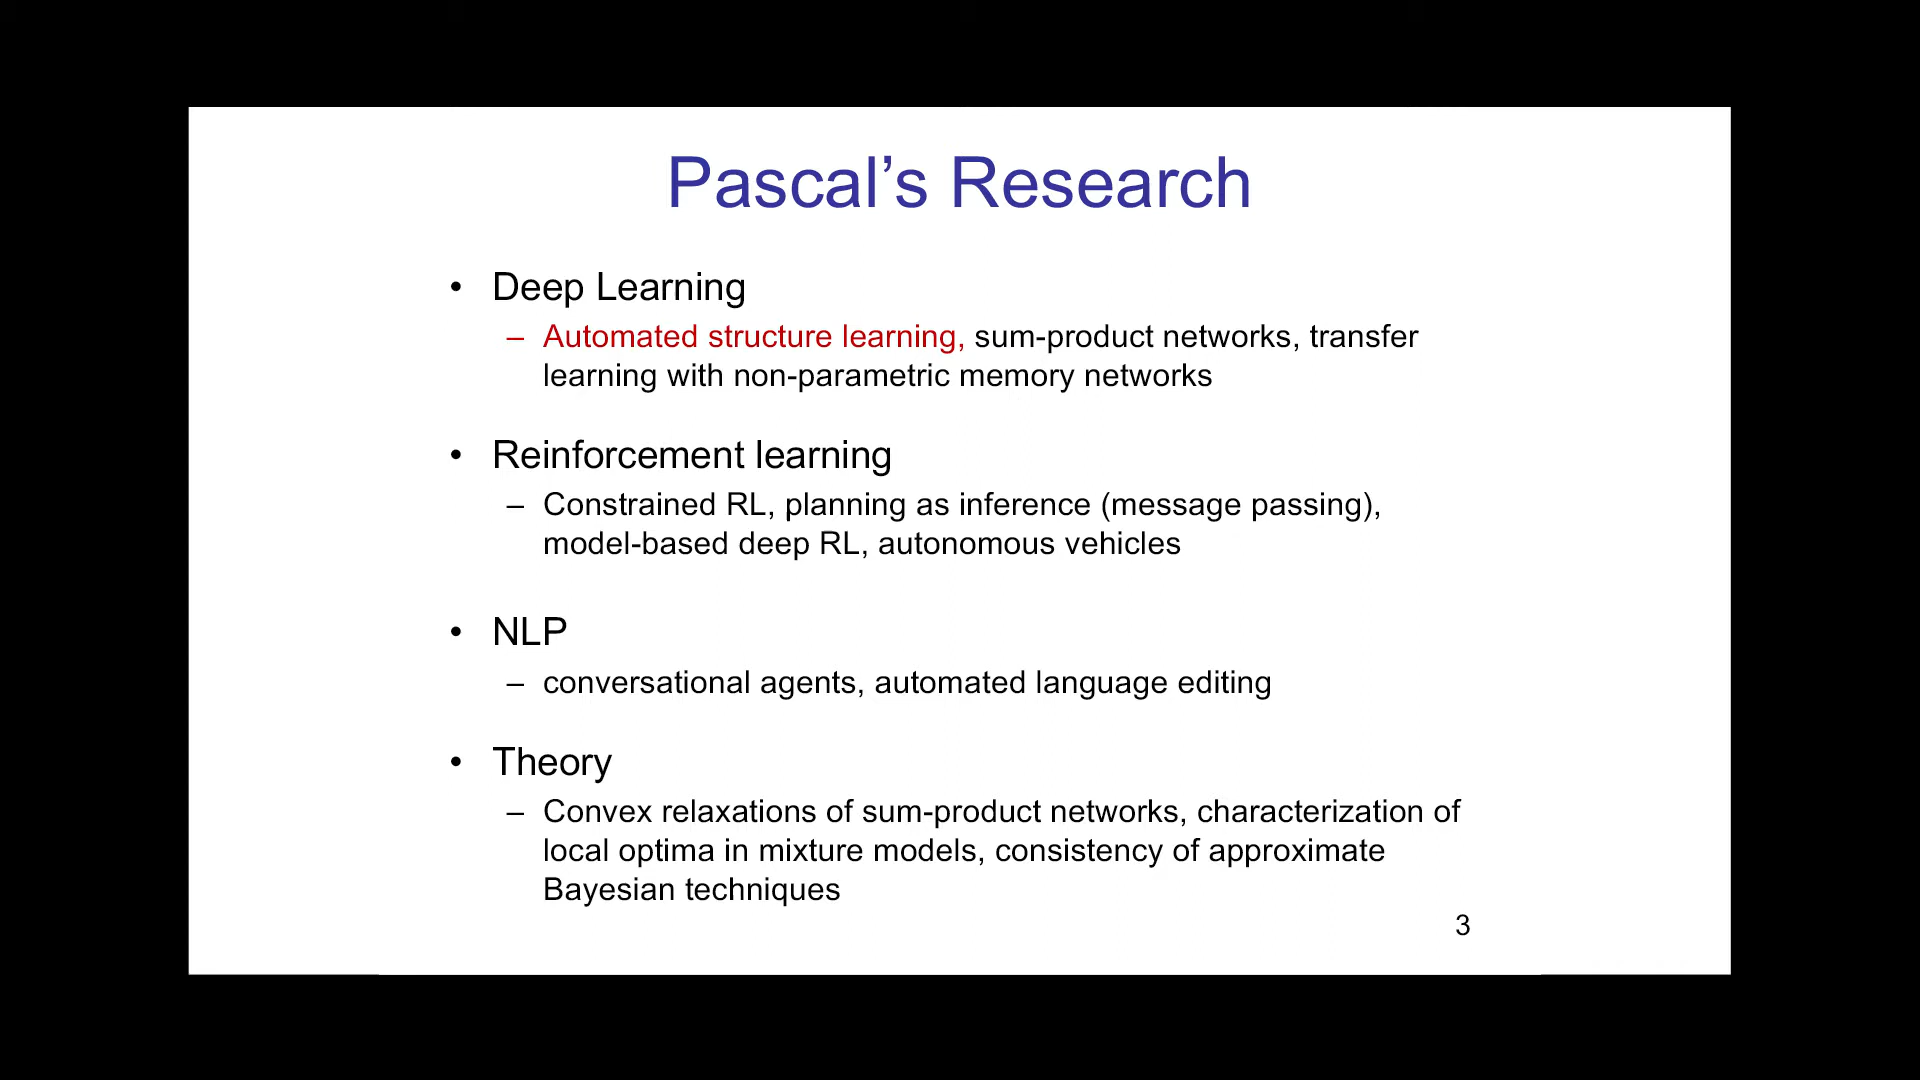 Pascal’s Research
• Deep Learning
– Automated structure learning, sum-product networks, transfer
learning with non-parametric memory networks
• Reinforcement learning
– Constrained RL, planning as inference (message passing),
model-based deep RL, autonomous vehicles
• NLP
– conversational agents, automated language editing
• Theory
– Convex relaxations of sum-product networks, characterization of
local optima in mixture models, consistency of approximate
Bayesian techniques
3